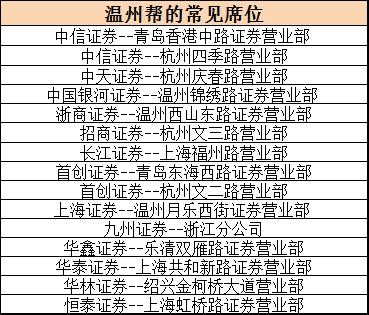 温州帮的常见席位
中信证券--青岛香港中路证券营业部
中信证券--杭州四季路营业部
中天证券--杭州庆春路营业部
中国银河证券--温州锦绣路证券营业部
浙商证券--温州西山东路证券营业部
招商证券--杭州文三路营业部
长江证券--上海福州路营业部
首创证券--青岛东海西路证券营业部
首创证券--杭州文二路营业部
上海证券--温州月乐西街证券营业部
九州证券--浙江分公司
华鑫证券--乐清双雁路证券营业部
华泰证券--上海共和新路证券营业部
华林证券--绍兴金柯桥大道营业部
恒泰证券--上海虹桥路证券营业部